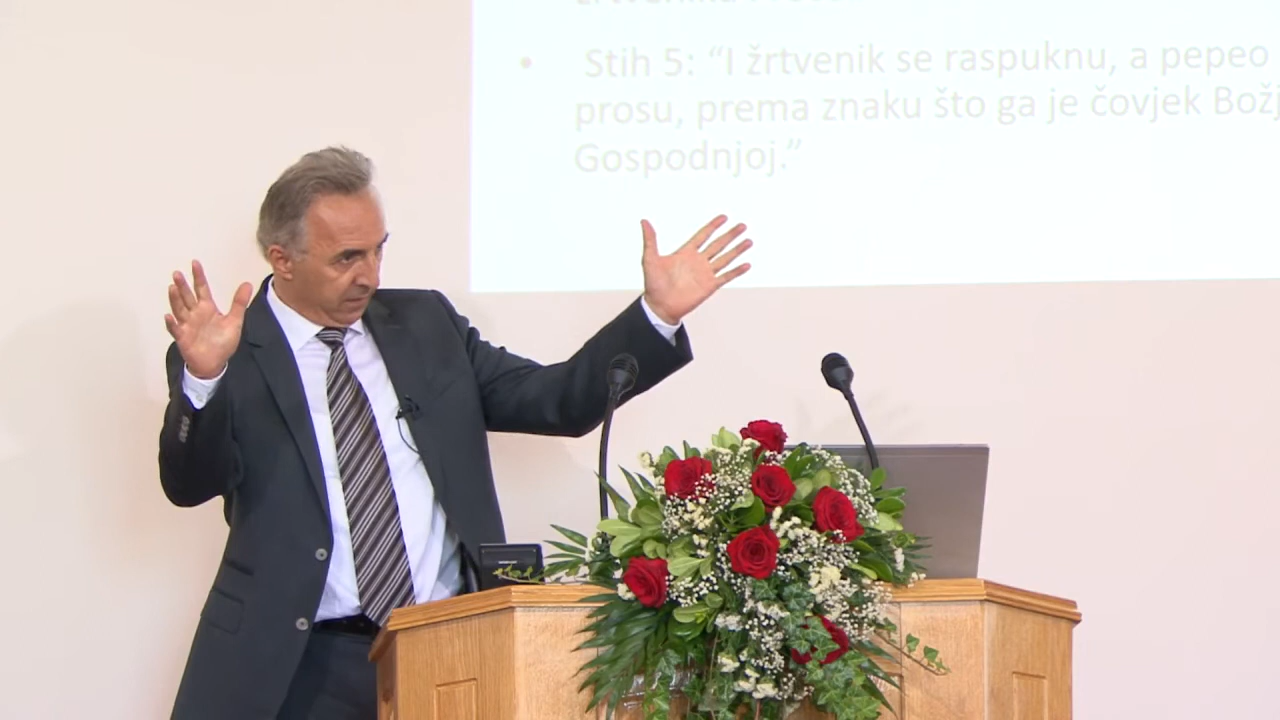 • Stih 5: “I žrtvenik se raspuknu, a pepeo
prosu, prema znaku što ga je čovjek Božj
Gospodnjoj.”